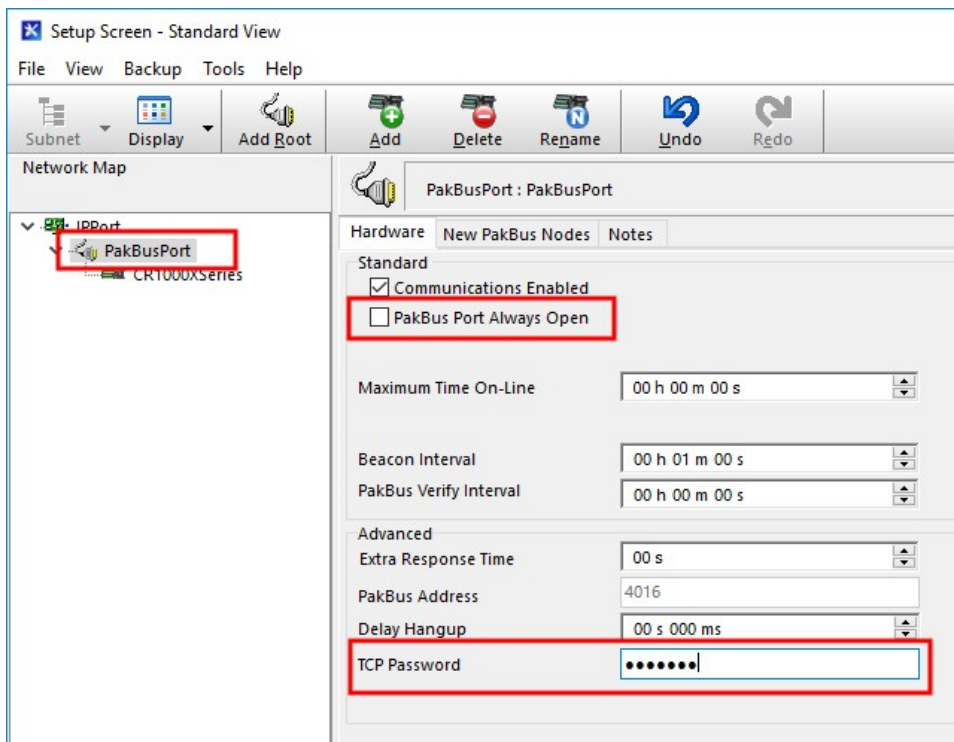 Setup Screen - Standard View
File View Backup Tools Help
Subnet Display Add Root Add Delete Rename Undo Redo
Network Map
PakBusPort : PakBusPort
IPPort
PakBusPort
CR1000XSeries
Hardware New PakBus Nodes Notes
Standard
Communications Enabled
PakBus Port Always Open
Maximum Time On-Line 00 h 00 m 00 s
Beacon Interval 00 h 01 m 00 s
PakBus Verify Interval 00 h 00 m 00 s
Advanced
Extra Response Time 00 s
PakBus Address 4016
Delay Hangup 00 s 000 ms
TCP Password •••••••